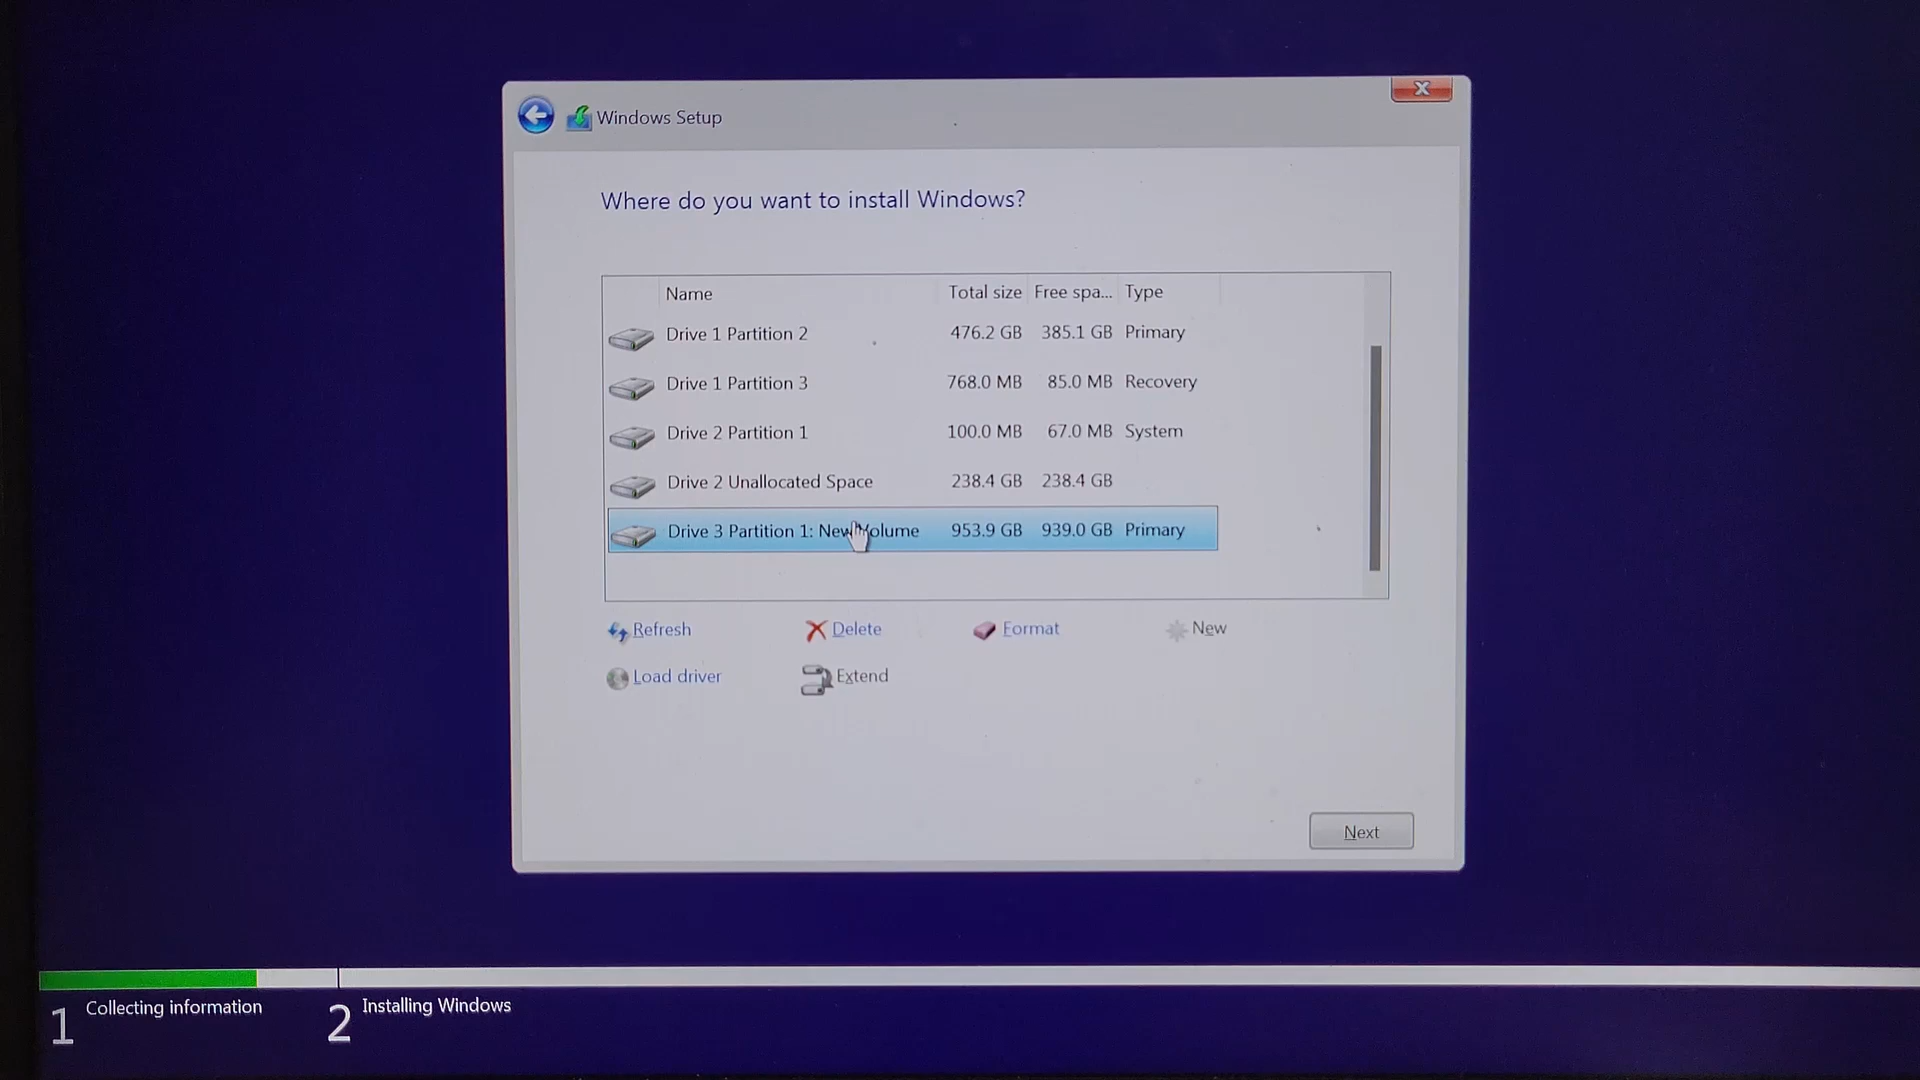 Windows Setup
Where do you want to install Windows?
Name Total size Free spa... Type
Drive 1 Partition 2 476.2 GB 385.1 GB Primary
Drive 1 Partition 3 768.0 MB 85.0 MB Recovery
Drive 2 Partition 1 100.0 MB 67.0 MB System
Drive 2 Unallocated Space 238.4 GB 238.4 GB
Drive 3 Partition 1: New Volume 953.9 GB 939.0 GB Primary
Refresh Delete Format New
Load driver Extend
Next
1 Collecting information 2 Installing Windows